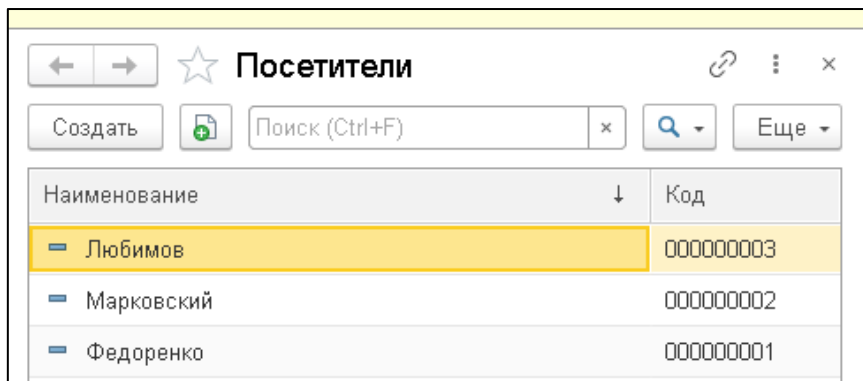 Посетители
Создать Поиск (Ctrl+F) Еще
Наименование Код
Любимов 000000003
Марковский 000000002
Федоренко 000000001